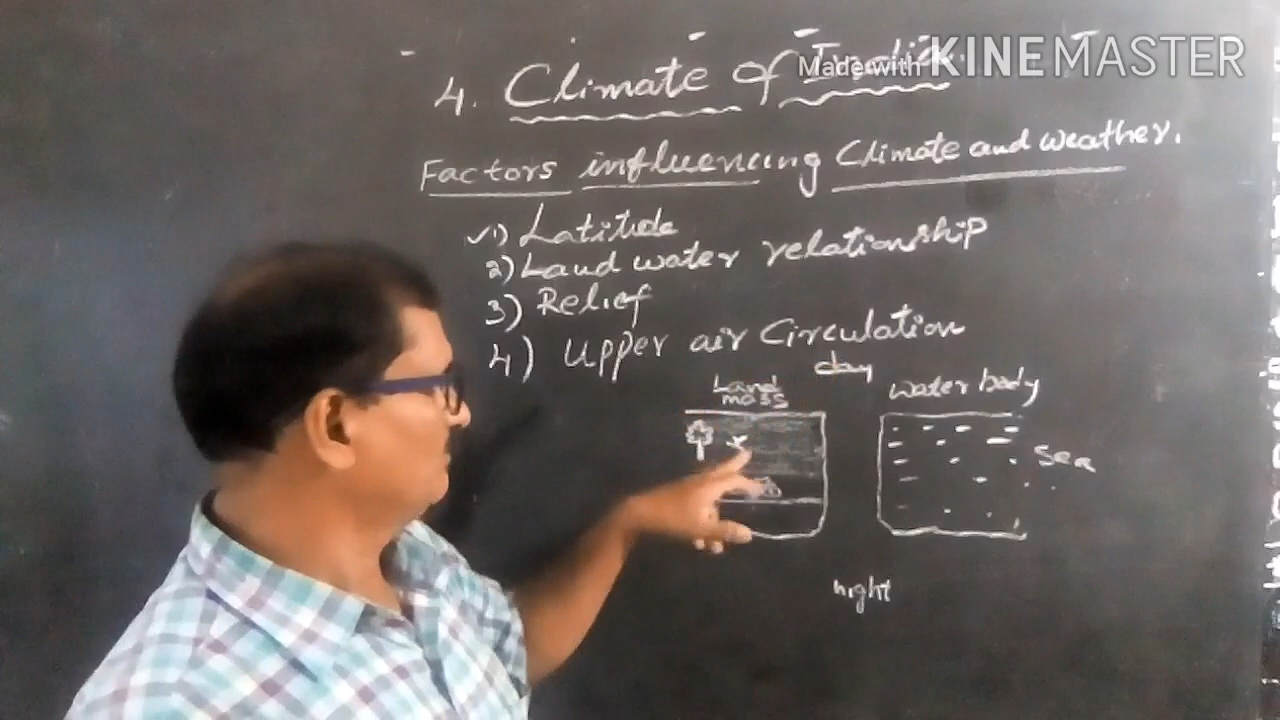 4. Climate of India
Made with KINEMASTER
Factors influencing Climate and weather.
✓1) Latitude
2) Land water relationship
3) Relief
4) Upper air Circulation
day
Land mass
water body
Sea
night